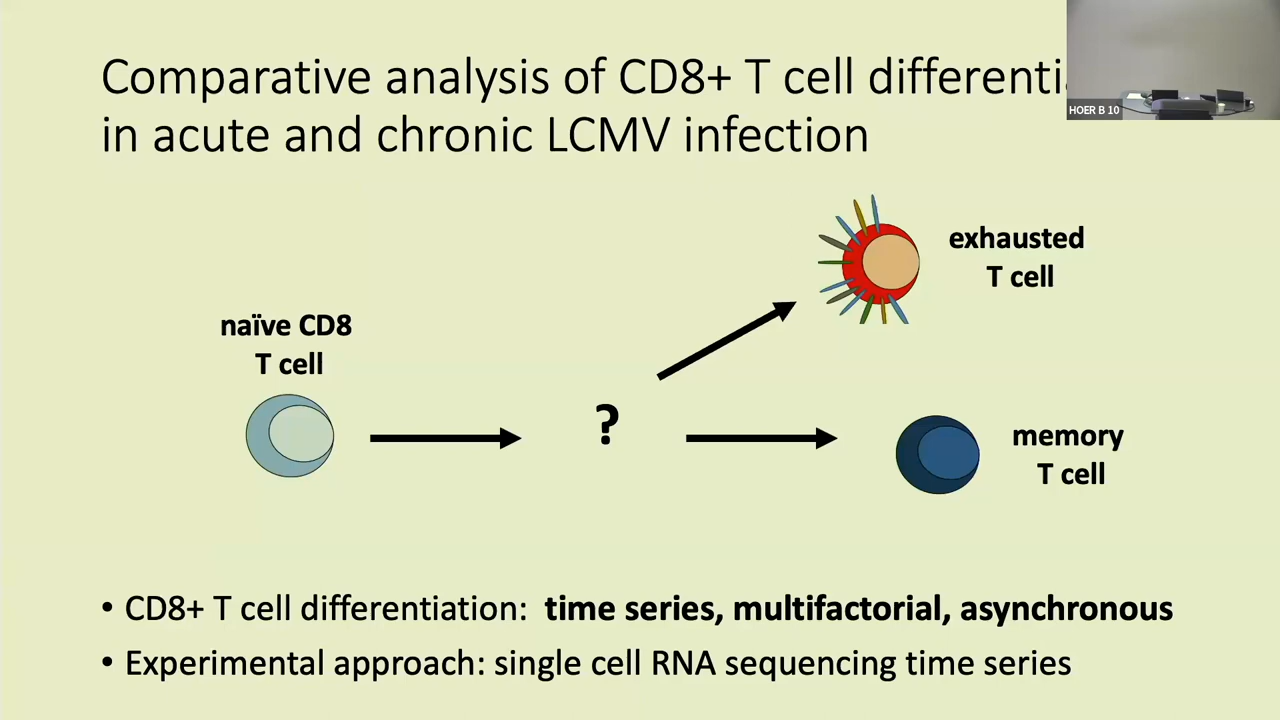 Comparative analysis of CD8+ T cell
in acute and chronic LCMV infection
HOER B 10
exhausted
T cell
naïve CD8
T cell
?
memory
T cell
• CD8+ T cell differentiation: time series, multifactorial, asynchronous
• Experimental approach: single cell RNA sequencing time series